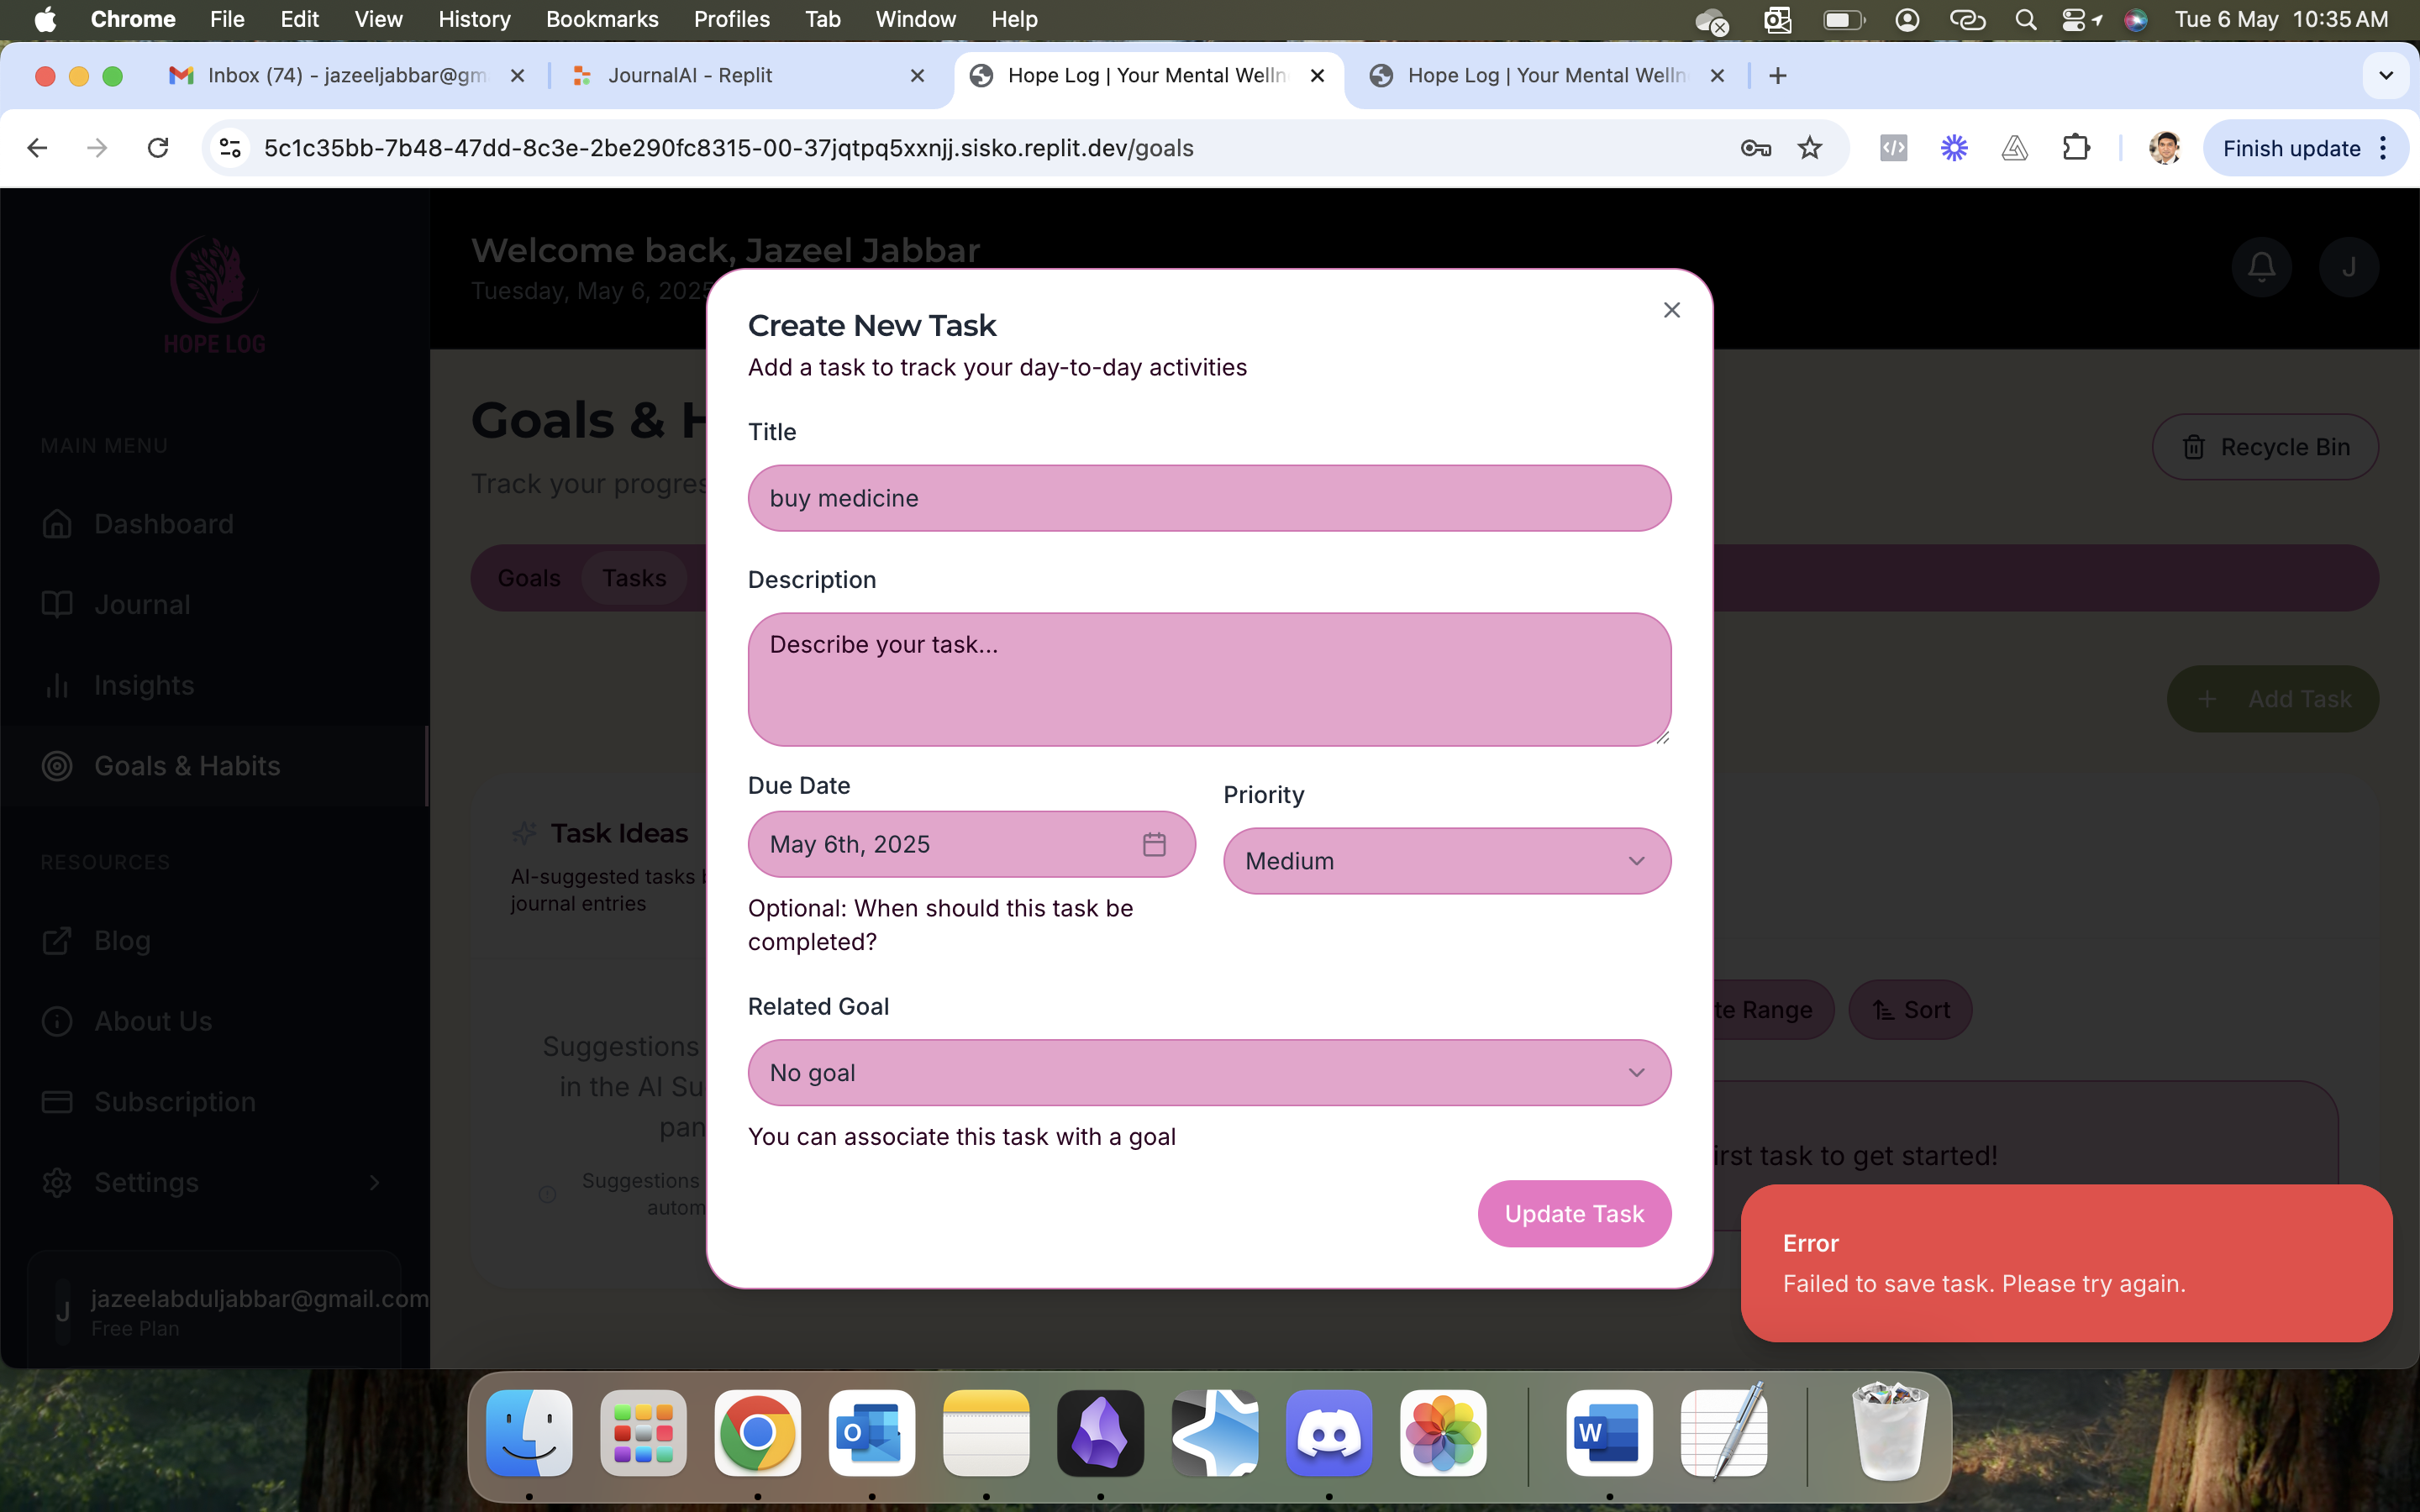 Chrome File Edit View History Bookmarks Profiles Tab Window Help Tue 6 May 10:35 AM
Inbox (74) - jazeeljabbar@gm
JournalAI - Replit
Hope Log | Your Mental Welln
Hope Log | Your Mental Welln
5c1c35bb-7b48-47dd-8c3e-2be290fc8315-00-37jqtpq5xxnjj.sisko.replit.dev/goals
Finish update
HOPE LOG
MAIN MENU
Dashboard
Journal
Insights
Goals & Habits
RESOURCES
Blog
About Us
Subscription
Settings
J
jazeelabduljabbar@gmail.com
Free Plan
Welcome back, Jazeel Jabbar
Tuesday, May 6, 2025
J
Goals & H
Track your progres
Recycle Bin
Goals Tasks
Add Task
Task Ideas
AI-suggested tasks b
journal entries
Suggestions
in the AI Su
pan
Suggestions
autom
te Range
Sort
irst task to get started!
Create New Task
Add a task to track your day-to-day activities
Title
buy medicine
Description
Describe your task...
Due Date
May 6th, 2025
Optional: When should this task be
completed?
Priority
Medium
Related Goal
No goal
You can associate this task with a goal
Update Task
Error
Failed to save task. Please try again.
O
W